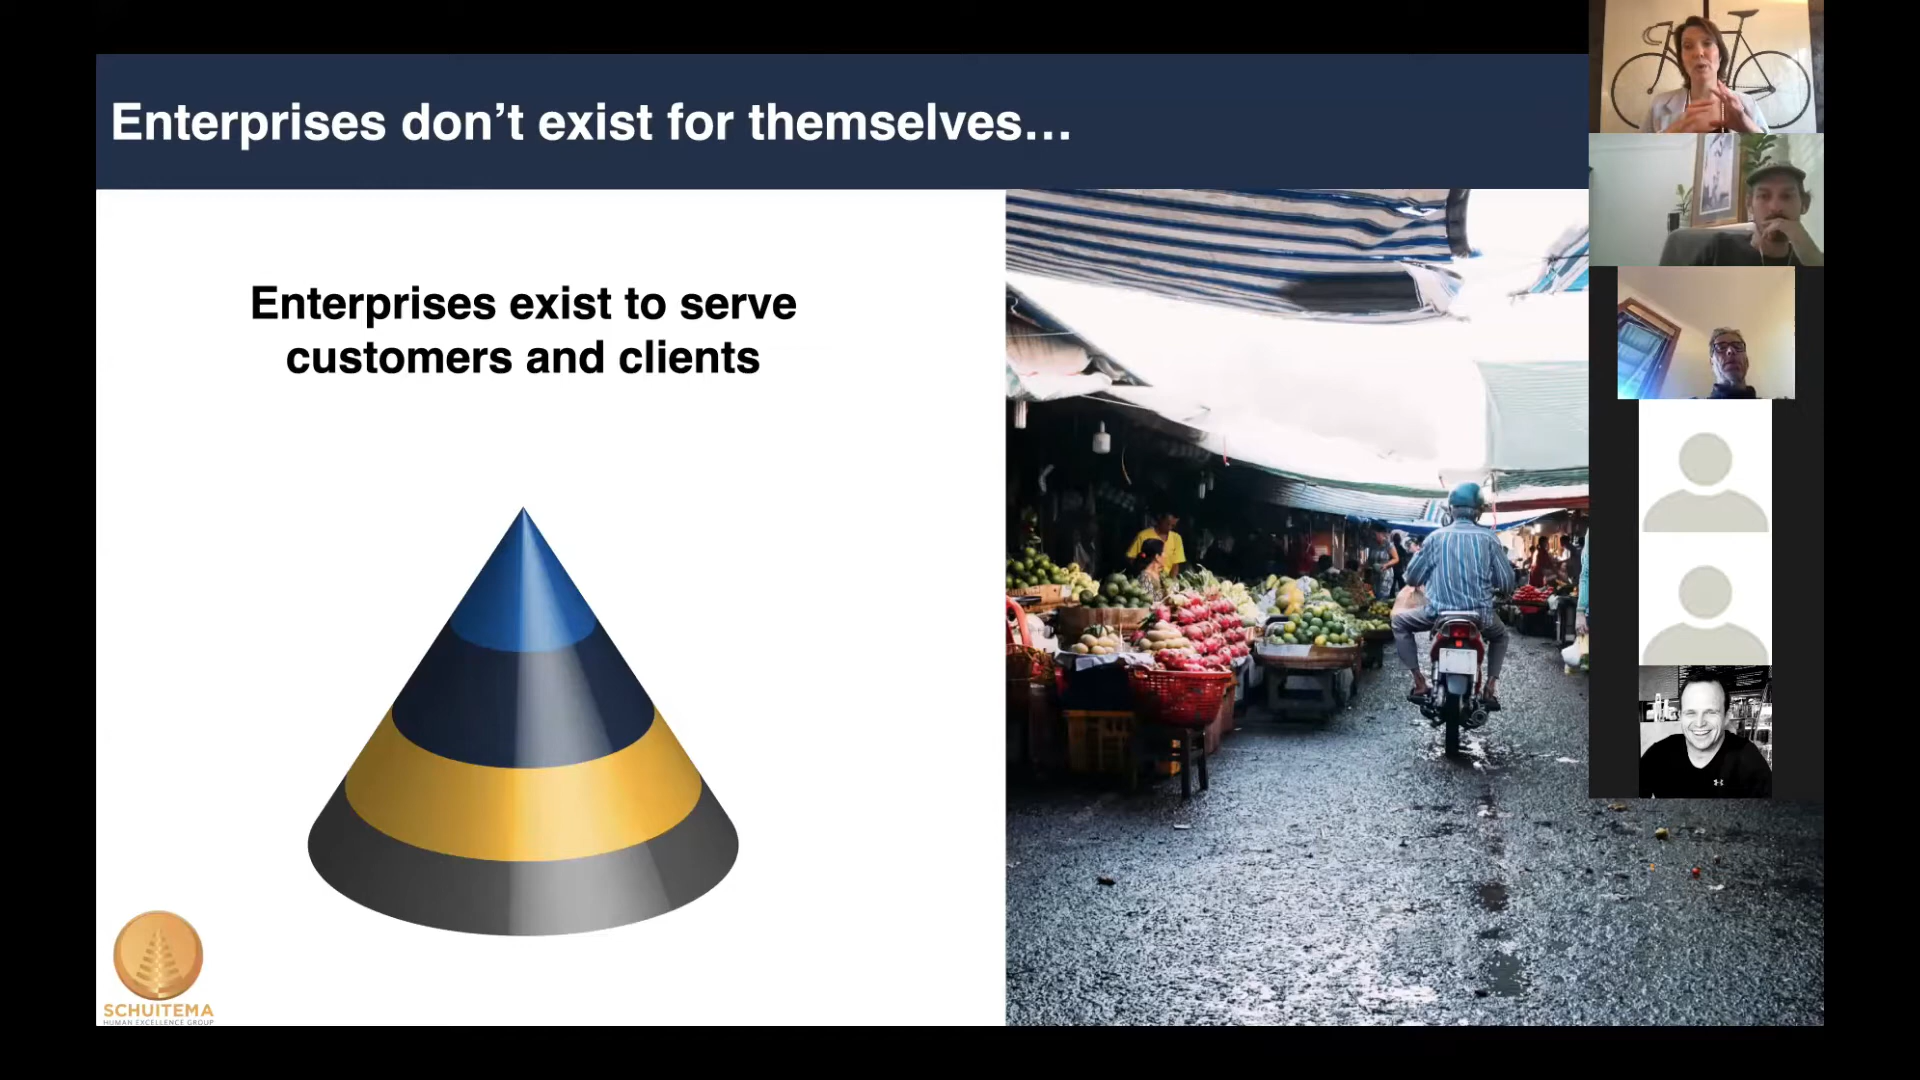 Enterprises don’t exist for themselves...
Enterprises exist to serve
customers and clients
SCHUITEMA
HUMAN EXCELLENCE GROUP